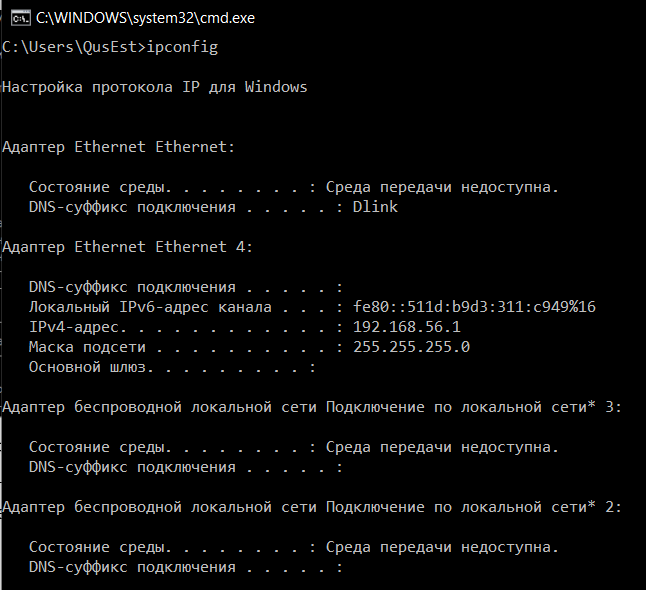 C:\WINDOWS\system32\cmd.exe
C:\Users\QusEst>ipconfig
Настройка протокола IP для Windows
Адаптер Ethernet Ethernet:
Состояние среды. . . . . . . . : Среда передачи недоступна.
DNS-суффикс подключения . . . . . : Dlink
Адаптер Ethernet Ethernet 4:
DNS-суффикс подключения . . . . . :
Локальный IPv6-адрес канала . . . : fe80::511d:b9d3:311:c949%16
IPv4-адрес. . . . . . . . . . . . : 192.168.56.1
Маска подсети . . . . . . . . . . : 255.255.255.0
Основной шлюз. . . . . . . . . :
Адаптер беспроводной локальной сети Подключение по локальной сети* 3:
Состояние среды. . . . . . . . : Среда передачи недоступна.
DNS-суффикс подключения . . . . . :
Адаптер беспроводной локальной сети Подключение по локальной сети* 2:
Состояние среды. . . . . . . . : Среда передачи недоступна.
DNS-суффикс подключения . . . . . :